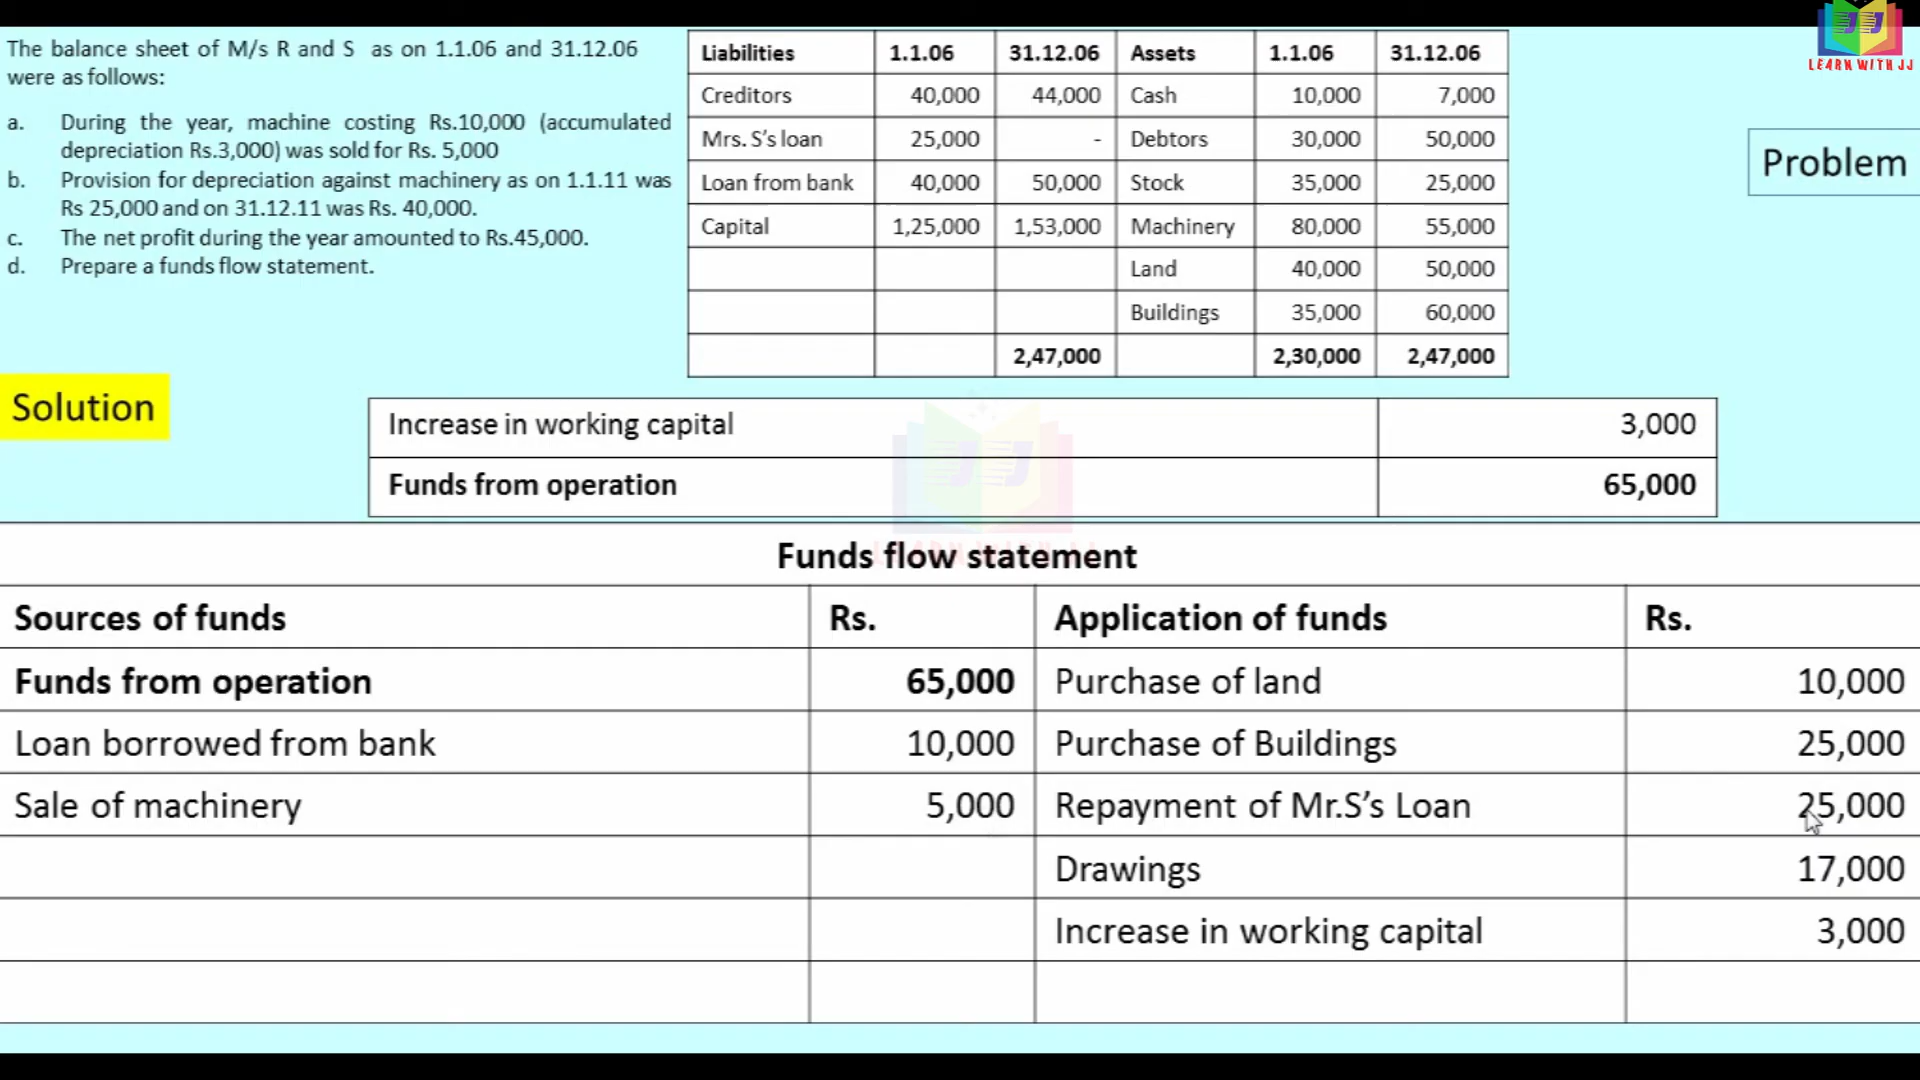 LEARN WITH JJ
The balance sheet of M/s R and S as on 1.1.06 and 31.12.06
were as follows:
a. During the year, machine costing Rs.10,000 (accumulated
depreciation Rs.3,000) was sold for Rs. 5,000
b. Provision for depreciation against machinery as on 1.1.11 was
Rs 25,000 and on 31.12.11 was Rs. 40,000.
c. The net profit during the year amounted to Rs.45,000.
d. Prepare a funds flow statement.
Liabilities 1.1.06 31.12.06 Assets 1.1.06 31.12.06
Creditors 40,000 44,000 Cash 10,000 7,000
Mrs. S's loan 25,000 - Debtors 30,000 50,000
Loan from bank 40,000 50,000 Stock 35,000 25,000
Capital 1,25,000 1,53,000 Machinery 80,000 55,000
Land 40,000 50,000
Buildings 35,000 60,000
2,47,000 2,30,000 2,47,000
Problem
Solution
Increase in working capital 3,000
Funds from operation 65,000
LEARN WITH JJ
Funds flow statement
Sources of funds Rs. Application of funds Rs.
Funds from operation 65,000 Purchase of land 10,000
Loan borrowed from bank 10,000 Purchase of Buildings 25,000
Sale of machinery 5,000 Repayment of Mr.S's Loan 25,000
Drawings 17,000
Increase in working capital 3,000